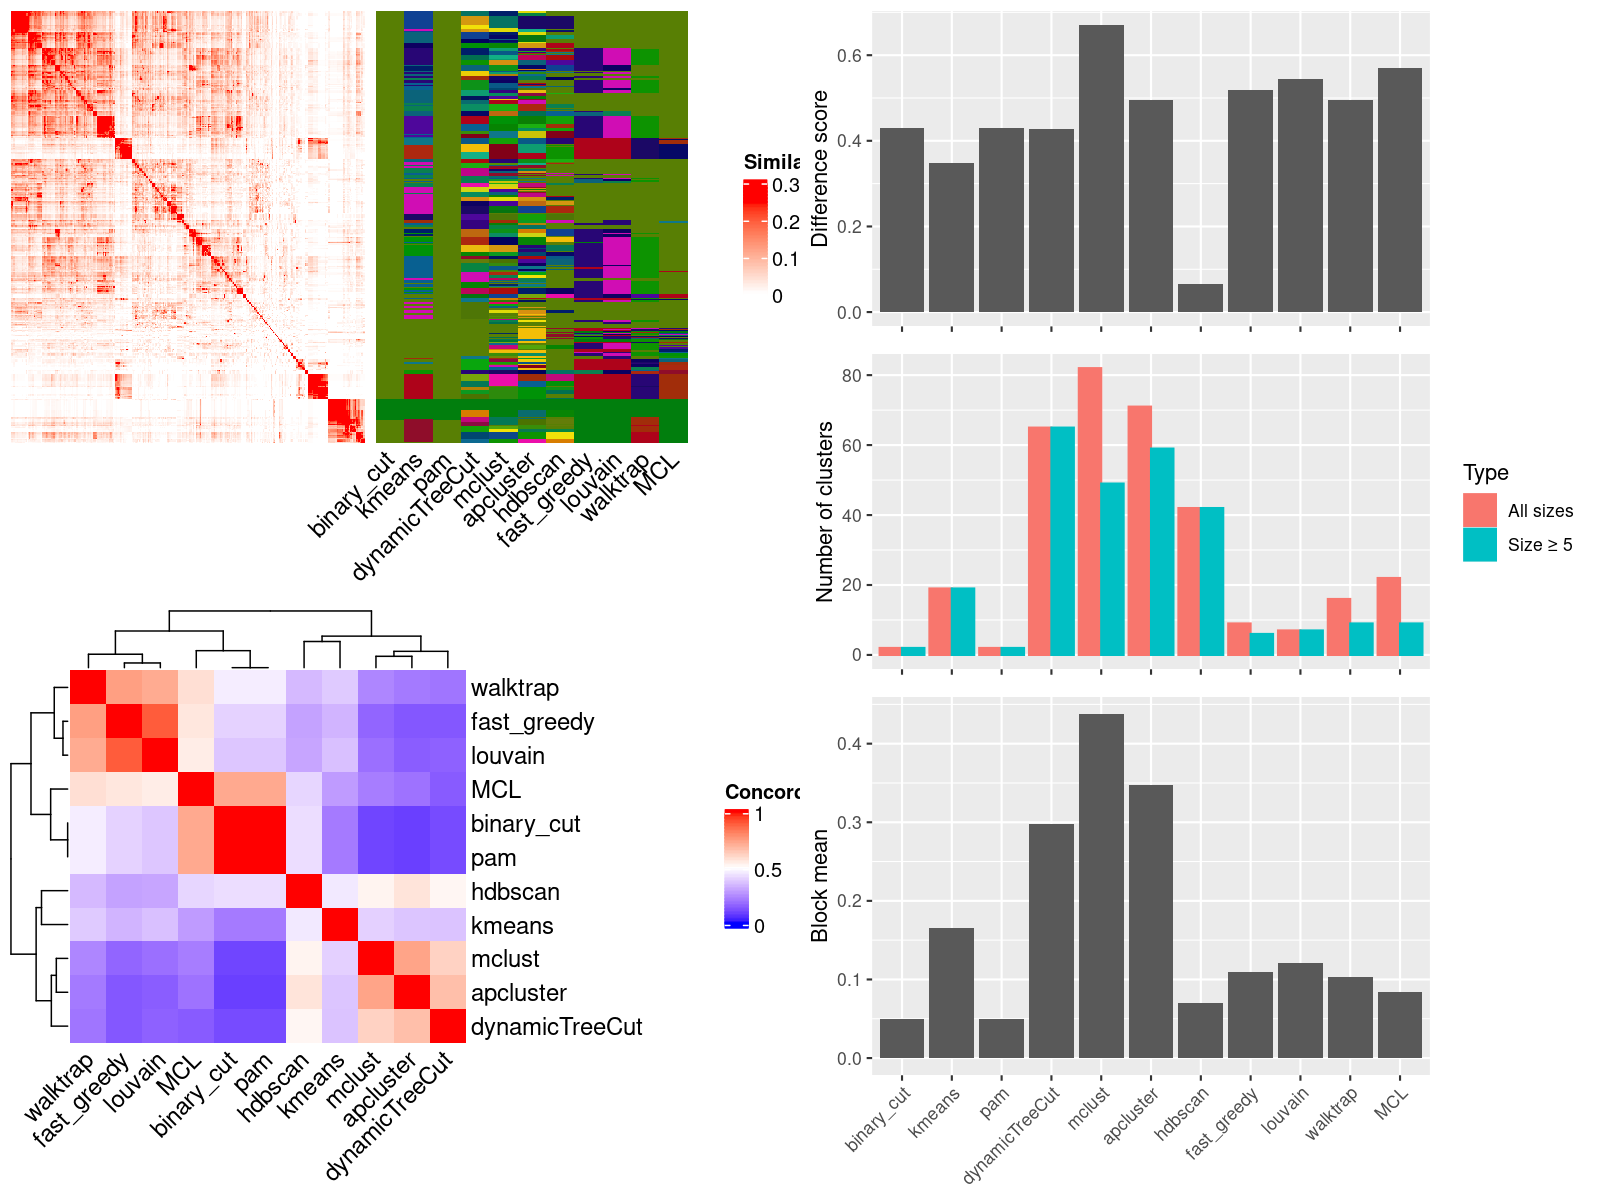 Simila
0.3
0.2
0.1
0
binary_cut
kmeans
pam
dynamicTreeCut
mclust
apcluster
hdbscan
fast_greedy
louvain
walktrap
MCL
walktrap
fast_greedy
louvain
MCL
binary_cut
pam
hdbscan
kmeans
mclust
apcluster
dynamicTreeCut
walktrap
fast_greedy
louvain
MCL
binary_cut
pam
hdbscan
kmeans
mclust
apcluster
dynamicTreeCut
Concord
1
0.5
0
Difference score
0.6
0.4
0.2
0.0
Number of clusters
80
60
40
20
0
Type
All sizes
Size ≥ 5
Block mean
0.4
0.3
0.2
0.1
0.0
binary_cut
kmeans
pam
dynamicTreeCut
mclust
apcluster
hdbscan
fast_greedy
louvain
walktrap
MCL